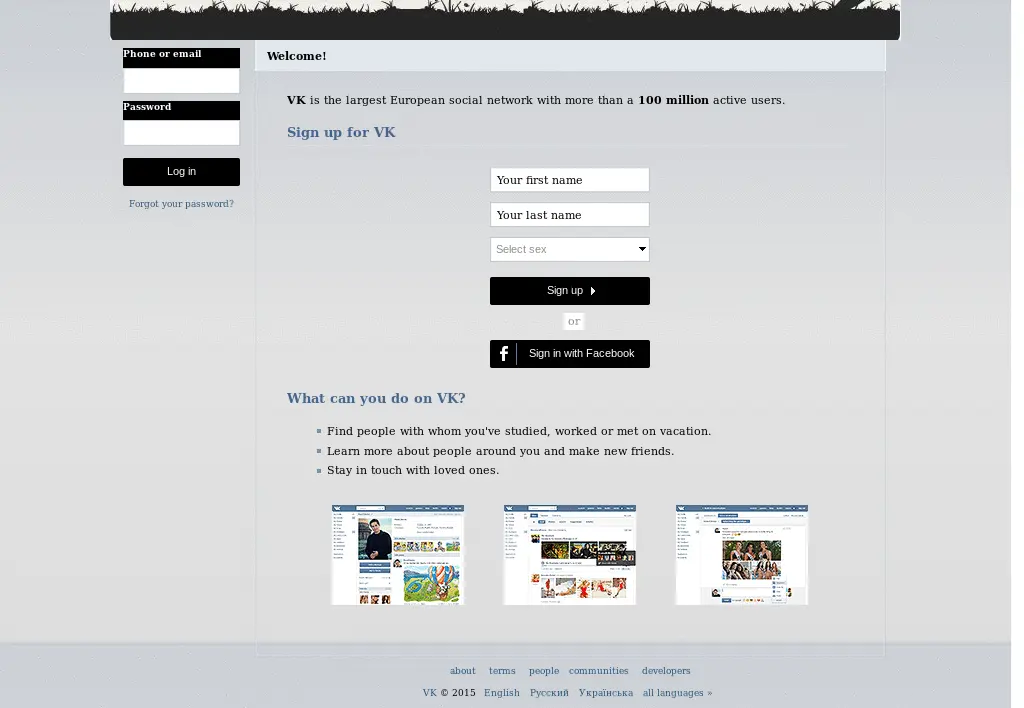 Phone or email
Password
Log in
Forgot your password?
Welcome!
VK is the largest European social network with more than a 100 million active users.
Sign up for VK
Your first name
Your last name
Select sex
Sign up
or
Sign in with Facebook
What can you do on VK?
Find people with whom you've studied, worked or met on vacation.
Learn more about people around you and make new friends.
Stay in touch with loved ones.
about terms people communities developers
VK © 2015 English Русский Українська all languages »